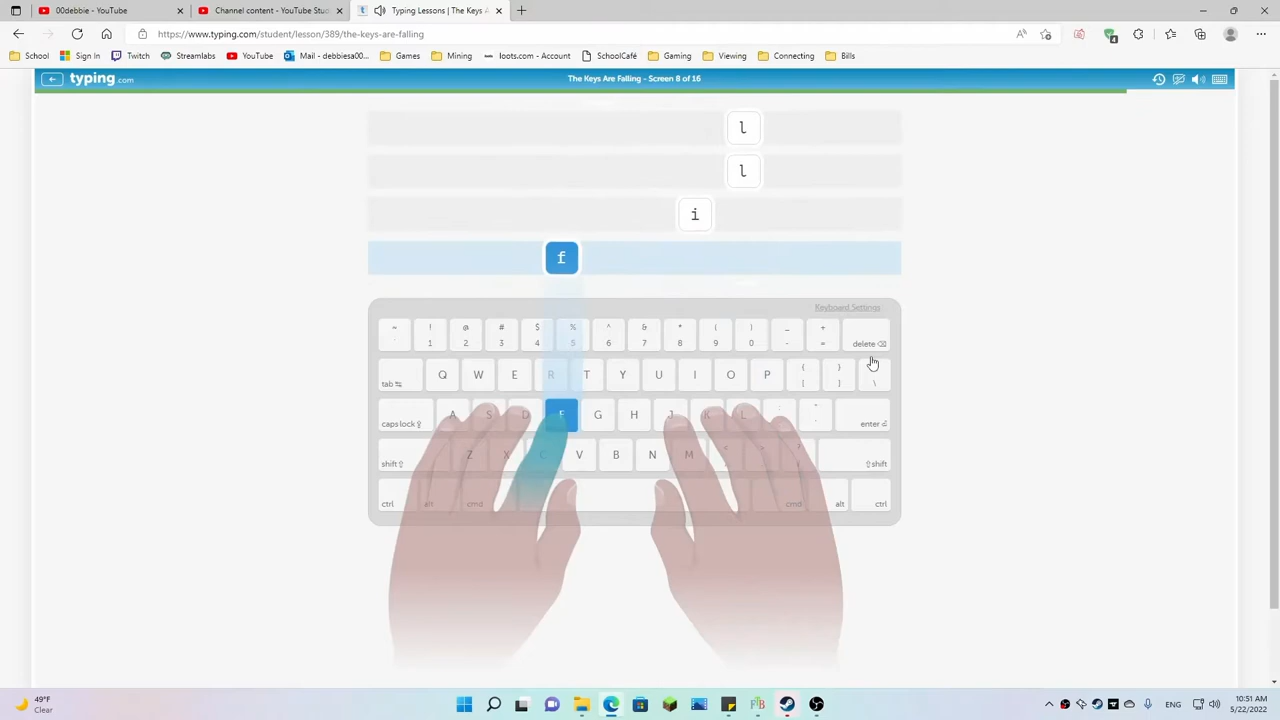 00debbie - YouTube
Channel content - YouTube Stud
Typing Lessons | The Keys A
https://www.typing.com/student/lesson/389/the-keys-are-falling
School
Sign In
Twitch
Streamlabs
YouTube
Mail - debbiesa00...
Games
Mining
loots.com - Account
SchoolCafé
Gaming
Viewing
Connecting
Bills
typing.com
The Keys Are Falling - Screen 8 of 16
l
l
i
f
Keyboard Settings
~ ! @ # $ % ^ & * ( ) _ +
` 1 2 3 4 5 6 7 8 9 0 - = delete
tab Q W E R T Y U I O P { [ } ] \
caps lock A S D F G H J K L : " enter
shift Z X C V B N M < > shift
ctrl alt cmd cmd alt ctrl
49°F
Clear
ENG
10:51 AM
5/22/2022